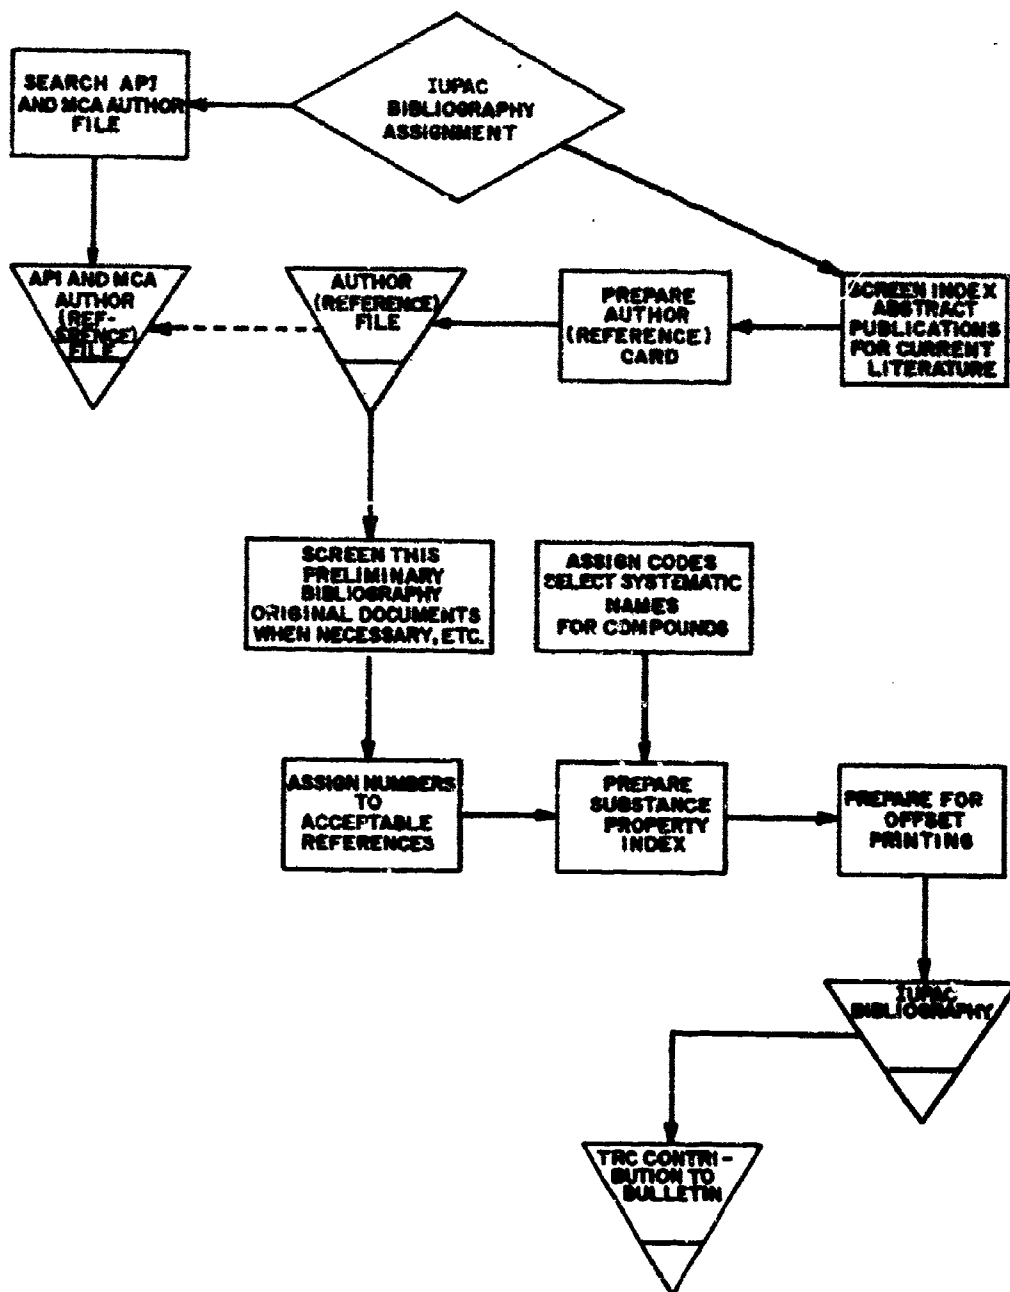 IUPAC
BIBLIOGRAPHY
ASSIGNMENT
SEARCH API
AND MCA AUTHOR
FILE
API AND MCA
AUTHOR
(REF-
ERENCE)
FILE
AUTHOR
(REFERENCE)
FILE
PREPARE
AUTHOR
(REFERENCE)
CARD
SCREEN INDEX
ABSTRACT
PUBLICATIONS
FOR CURRENT
LITERATURE
SCREEN THIS
PRELIMINARY
BIBLIOGRAPHY
ORIGINAL DOCUMENTS
WHEN NECESSARY, ETC.
ASSIGN CODES
SELECT SYSTEMATIC
NAMES
FOR COMPOUNDS
ASSIGN NUMBERS
TO
ACCEPTABLE
REFERENCES
PREPARE
SUBSTANCE
PROPERTY
INDEX
PREPARE FOR
OFFSET
PRINTING
IUPAC
BIBLIOGRAPHY
TRC CONTRI-
BUTION TO
BULLETIN